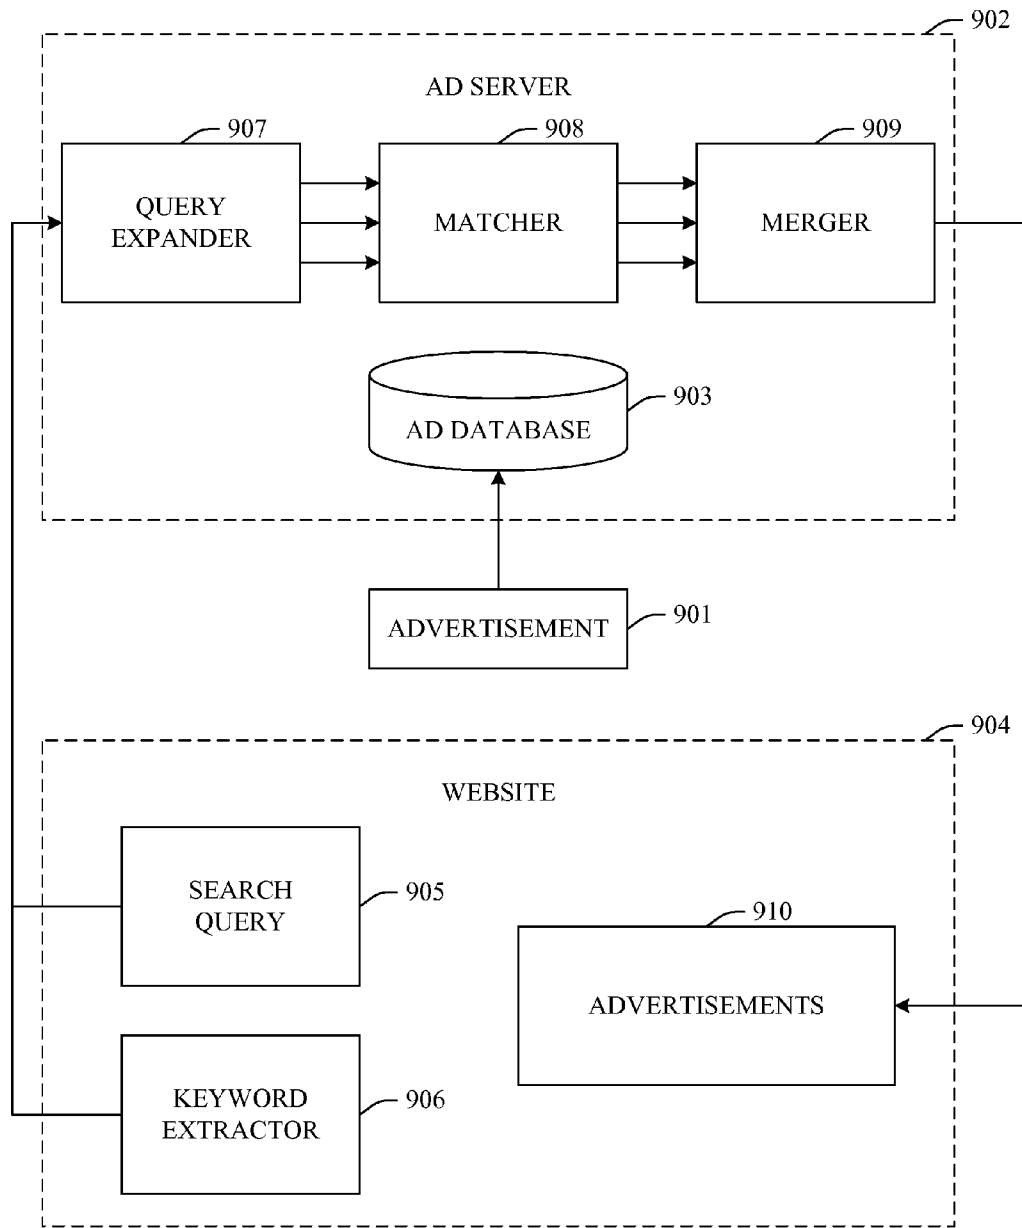 902
AD SERVER
907
908
909
QUERY
EXPANDER
MATCHER
MERGER
903
AD DATABASE
901
ADVERTISEMENT
904
WEBSITE
SEARCH
QUERY
905
910
ADVERTISEMENTS
KEYWORD
EXTRACTOR
906